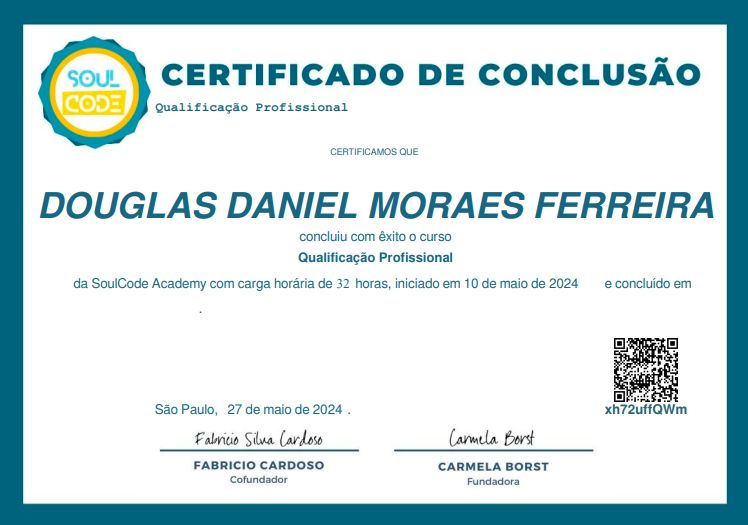 SOUL
CODE
CERTIFICADO DE CONCLUSÃO
Qualificação Profissional
CERTIFICAMOS QUE
DOUGLAS DANIEL MORAES FERREIRA
concluiu com êxito o curso
Qualificação Profissional
da SoulCode Academy com carga horária de 32 horas, iniciado em 10 de maio de 2024 e concluído em
.
São Paulo, 27 de maio de 2024 .
xh72uffQWm
Fabricio Silva Cardoso
Carmela Borst
FABRICIO CARDOSO
CARMELA BORST
Cofundador
Fundadora